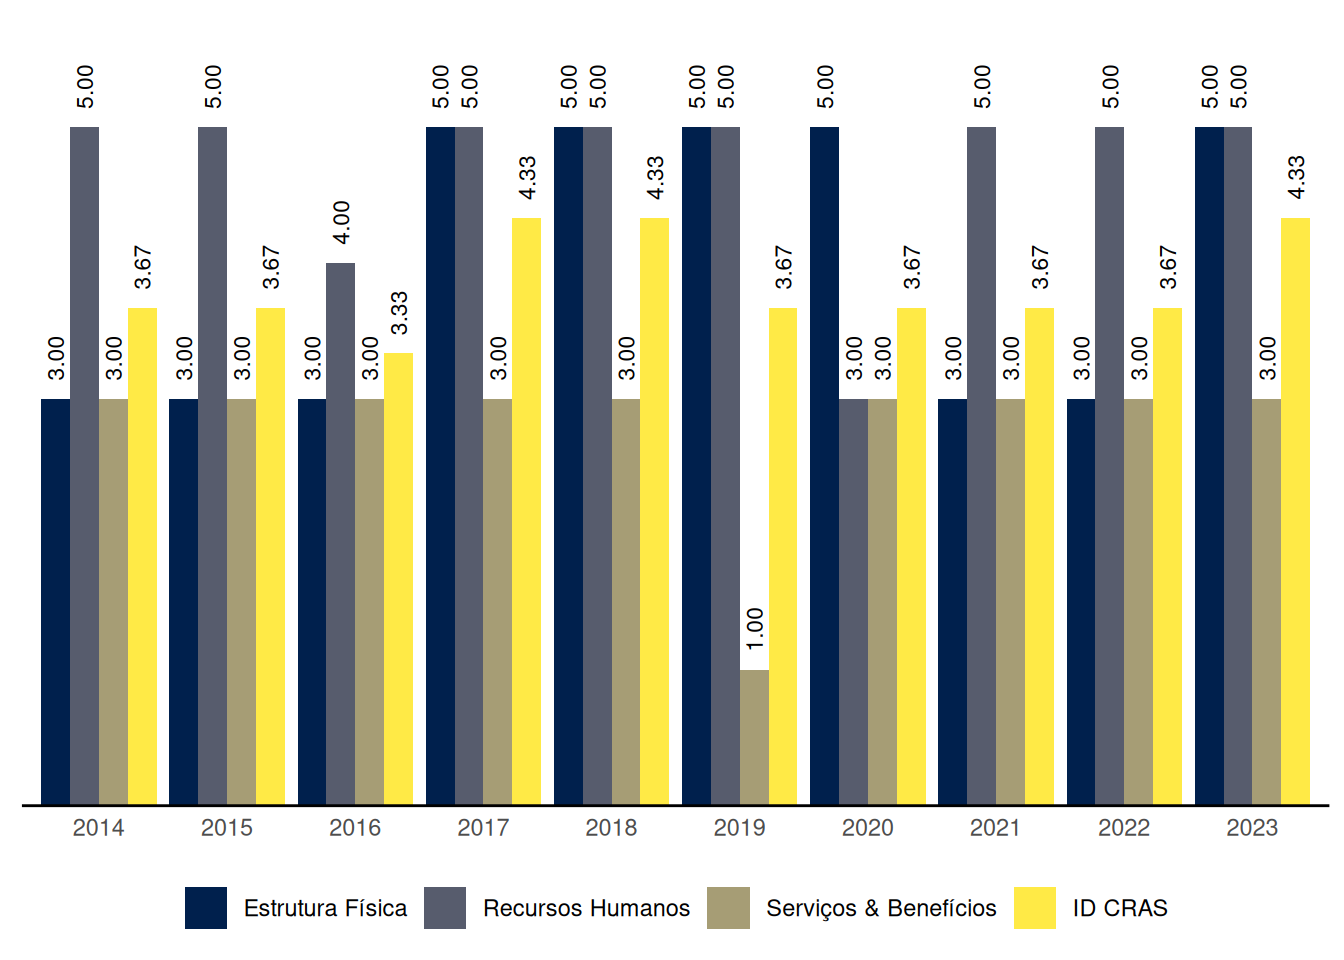 5.00 5.00 5.00 5.00 5.00 5.00 5.00 5.00 5.00 5.00 5.00 5.00 5.00
4.33 4.33 4.33
4.00
3.67 3.67 3.67 3.67 3.67 3.67
3.33
3.00 3.00 3.00 3.00 3.00 3.00 3.00 3.00 3.00 3.00 3.00 3.00 3.00 3.00 3.00 3.00
1.00
2014 2015 2016 2017 2018 2019 2020 2021 2022 2023
Estrutura Física Recursos Humanos Serviços & Benefícios ID CRAS